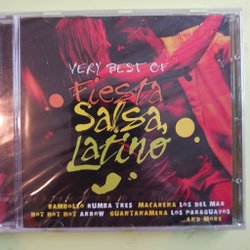 VERY BEST OF
Fiesta
Salsa,
Latino
BAMBOLEO RUMBA TRES MACARENA LOS DEL MAR
HOT HOT HOT ARROW GUANTANAMERA LOS PARAGUAYOS
...AND MORE